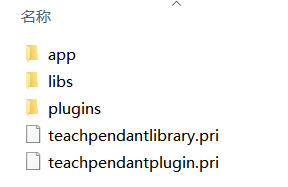 名称
app
libs
plugins
teachpendantlibrary.pri
teachpendantplugin.pri